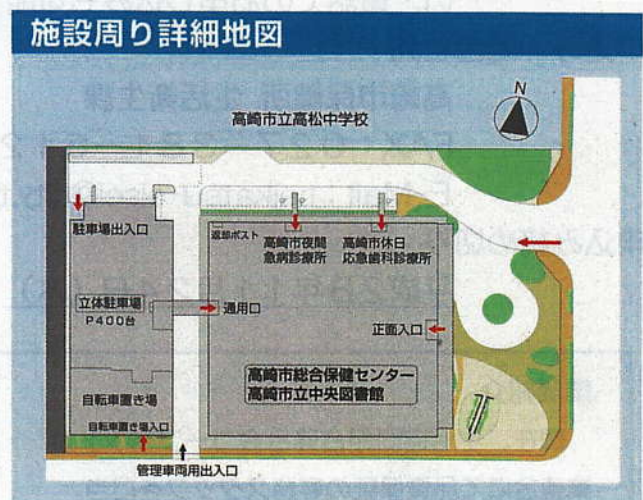 施設周り詳細地図
N
高崎市立高松中学校
駐車場出入口
返却ポスト
高崎市夜間
急病診療所
高崎市休日
応急歯科診療所
立体駐車場
P400台
通用口
正面入口
高崎市総合保健センター
高崎市立中央図書館
自転車置き場
自転車置き場入口
管理車両用出入口